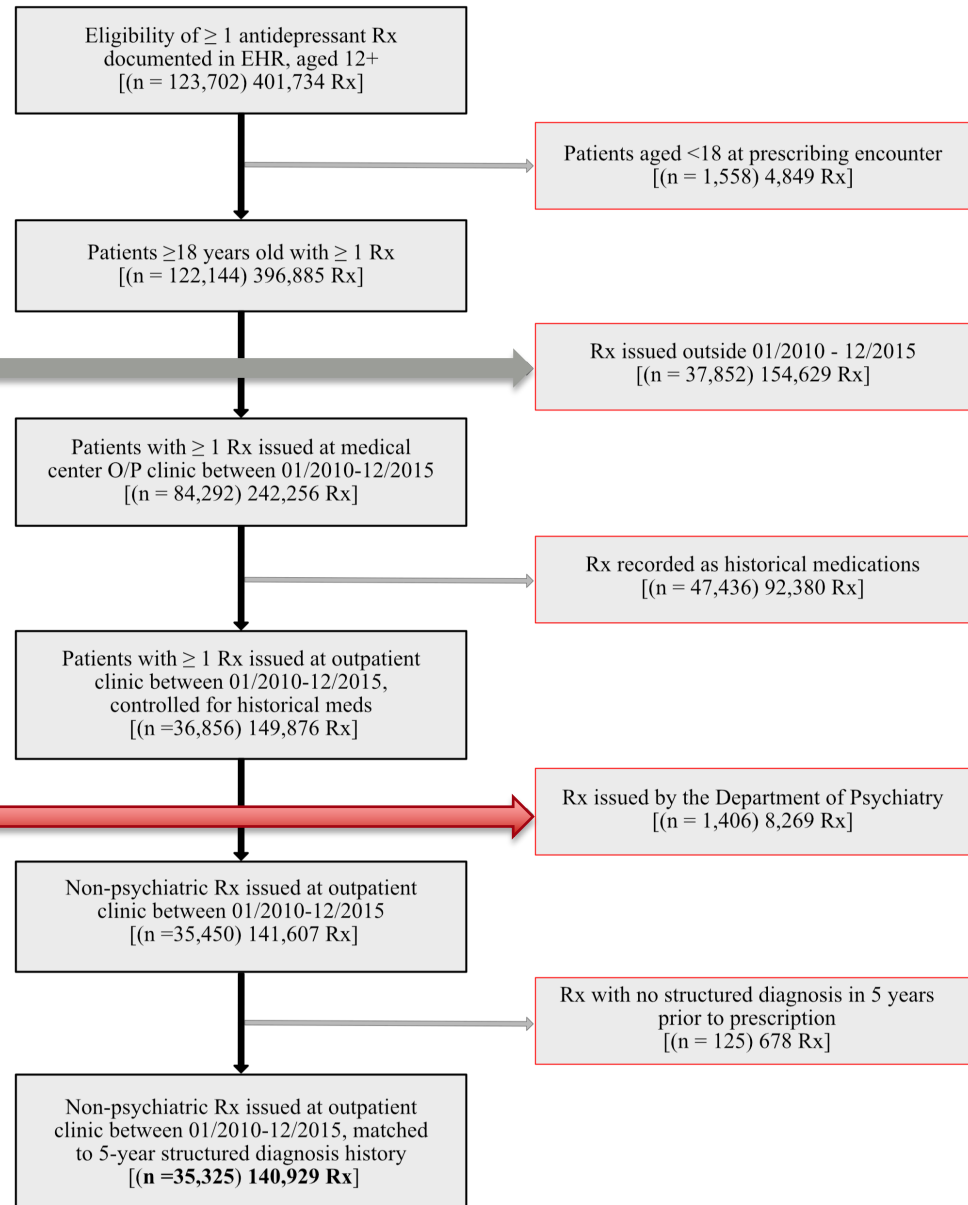 Eligibility of ≥ 1 antidepressant Rx
documented in EHR, aged 12+
[(n = 123,702) 401,734 Rx]
Patients aged <18 at prescribing encounter
[(n = 1,558) 4,849 Rx]
Patients ≥18 years old with ≥ 1 Rx
[(n = 122,144) 396,885 Rx]
Rx issued outside 01/2010 - 12/2015
[(n = 37,852) 154,629 Rx]
Patients with ≥ 1 Rx issued at medical
center O/P clinic between 01/2010-12/2015
[(n = 84,292) 242,256 Rx]
Rx recorded as historical medications
[(n = 47,436) 92,380 Rx]
Patients with ≥ 1 Rx issued at outpatient
clinic between 01/2010-12/2015,
controlled for historical meds
[(n =36,856) 149,876 Rx]
Rx issued by the Department of Psychiatry
[(n = 1,406) 8,269 Rx]
Non-psychiatric Rx issued at outpatient
clinic between 01/2010-12/2015
[(n =35,450) 141,607 Rx]
Rx with no structured diagnosis in 5 years
prior to prescription
[(n = 125) 678 Rx]
Non-psychiatric Rx issued at outpatient
clinic between 01/2010-12/2015, matched
to 5-year structured diagnosis history
[(n =35,325) 140,929 Rx]